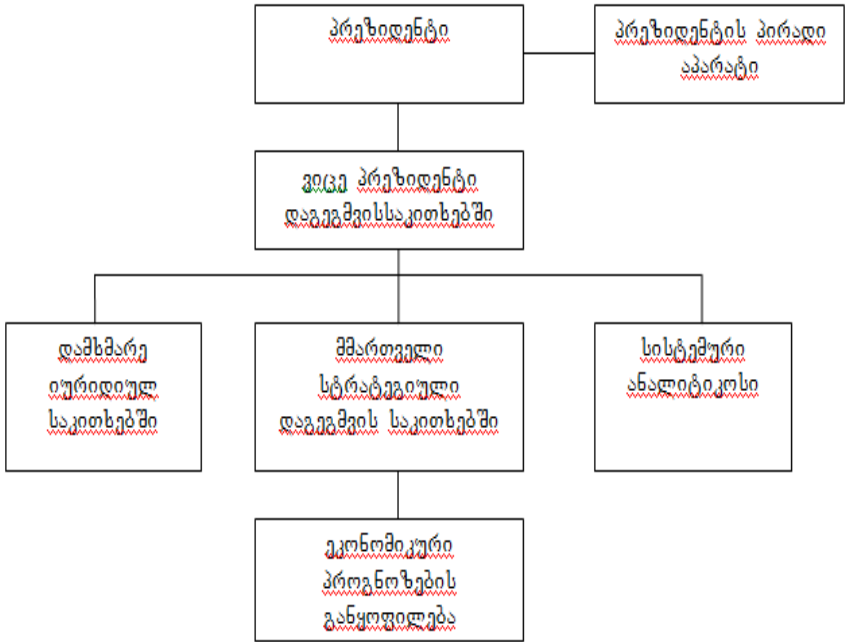 პრეზიდენტი
პრეზიდენტის პირადი
აპარატი
ვიცე პრეზიდენტი
დაგეგმვისსაკითხებში
დამხმარე
იურიდიულ
საკითხებში
მმართველი
სტრატეგიული
დაგეგმვის საკითხებში
სისტემური
ანალიტიკოსი
ეკონომიკური
პროგნოზების
განყოფილება